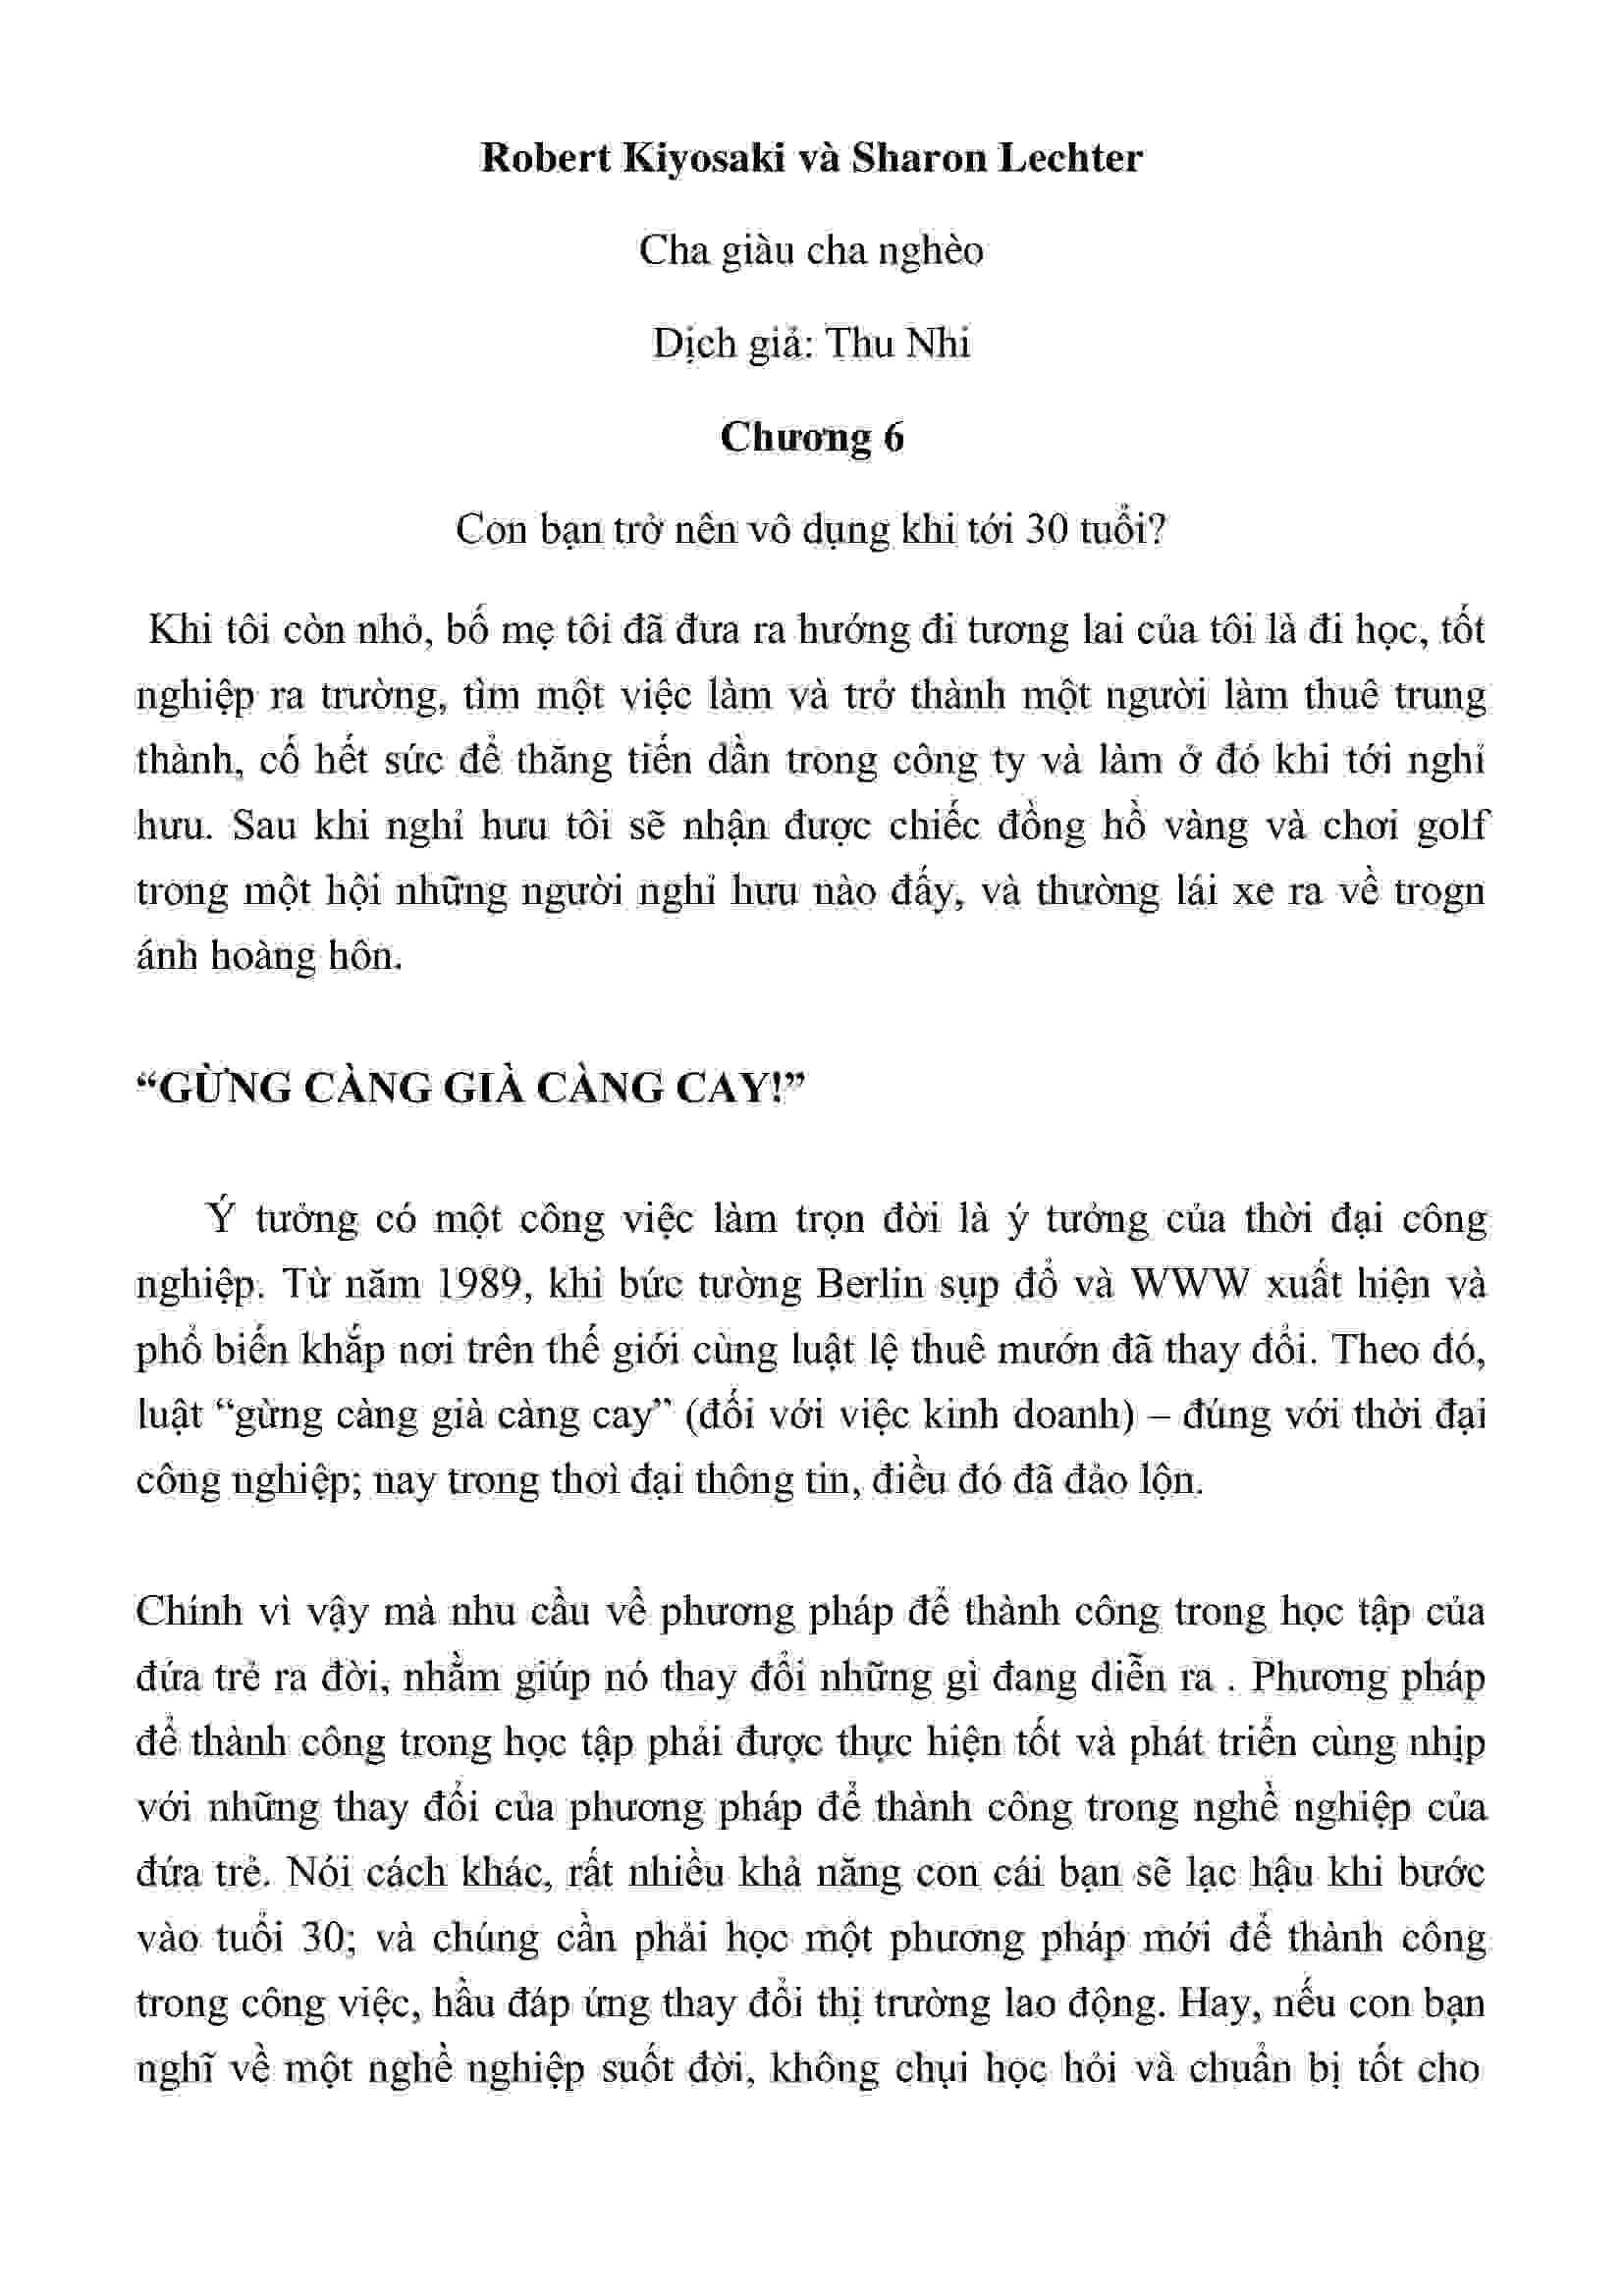 Robert Kiyosaki và Sharon Lechter
Cha giàu cha nghèo
Dịch giả: Thu Nhi
Chương 6
Con bạn trở nên vô dụng khi tới 30 tuổi?
Khi tôi còn nhỏ, bố mẹ tôi đã đưa ra hướng đi tương lai của tôi là đi học, tốt
nghiệp ra trường, tìm một việc làm và trở thành một người làm thuê trung
thành, cố hết sức để thăng tiến dần trong công ty và làm ở đó khi tới nghỉ
hưu. Sau khi nghỉ hưu tôi sẽ nhận được chiếc đồng hồ vàng và chơi golf
trong một hội những người nghỉ hưu nào đấy, và thường lái xe ra về trogn
ánh hoàng hôn.
“GỪNG CÀNG GIÀ CÀNG CAY!”
Ý tưởng có một công việc làm trọn đời là ý tưởng của thời đại công
nghiệp. Từ năm 1989, khi bức tường Berlin sụp đổ và WWW xuất hiện và
phổ biến khắp nơi trên thế giới cùng luật lệ thuê mướn đã thay đổi. Theo đó,
luật “gừng càng già càng cay” (đối với việc kinh doanh) – đúng với thời đại
công nghiệp; nay trong thơì đại thông tin, điều đó đã đảo lộn.
Chính vì vậy mà nhu cầu về phương pháp để thành công trong học tập của
đứa trẻ ra đời, nhằm giúp nó thay đổi những gì đang diễn ra . Phương pháp
để thành công trong học tập phải được thực hiện tốt và phát triển cùng nhịp
với những thay đổi của phương pháp để thành công trong nghề nghiệp của
đứa trẻ. Nói cách khác, rất nhiều khả năng con cái bạn sẽ lạc hậu khi bước
vào tuổi 30; và chúng cần phải học một phương pháp mới để thành công
trong công việc, hầu đáp ứng thay đổi thị trường lao động. Hay, nếu con bạn
nghĩ về một nghề nghiệp suốt đời, không chụi học hỏi và chuẩn bị tốt cho